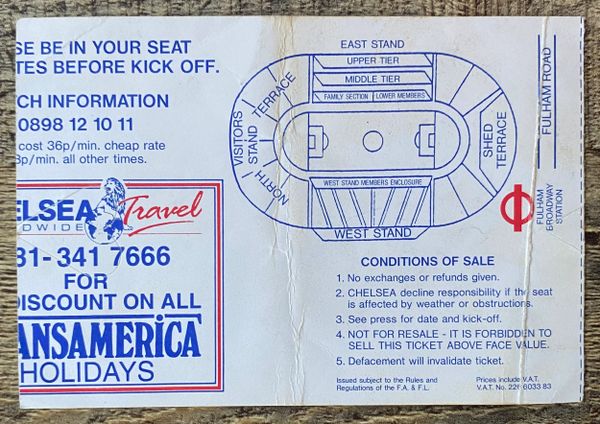 SE BE IN YOUR SEAT
TES BEFORE KICK OFF.
CH INFORMATION
0898 12 10 11
cost 36p/min. cheap rate
p/min. all other times.
ELSEA Travel
DWIDE
81- 341 7666
FOR
DISCOUNT ON ALL
ANSAMERICA
HOLIDAYS
EAST STAND
UPPER TIER
MIDDLE TIER
FAMILY SECTION LOWER MEMBERS
VISITORS
NORTH STAND TERRACE
SHED
TERRACE
WEST STAND MEMBERS ENCLOSURE
WEST STAND
FULHAM ROAD
FULHAM
BROADWAY
STATION
CONDITIONS OF SALE
1. No exchanges or refunds given.
2. CHELSEA decline responsibility if the seat
is affected by weather or obstructions.
3. See press for date and kick-off.
4. NOT FOR RESALE - IT IS FORBIDDEN TO
SELL THIS TICKET ABOVE FACE VALUE.
5. Defacement will invalidate ticket.
Issued subject to the Rules and
Regulations of the F.A. & F.L.
Prices include V.A.T.
V.A.T. No. 226 6033 83